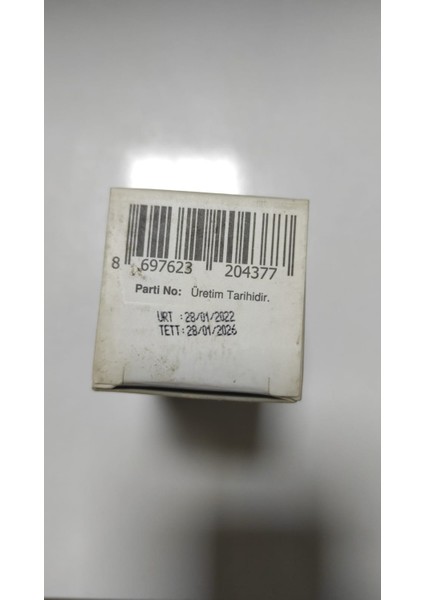 8 697623 204377
Parti No: Üretim Tarihidir.
URT : 28/01/2022
TETT: 28/01/2026